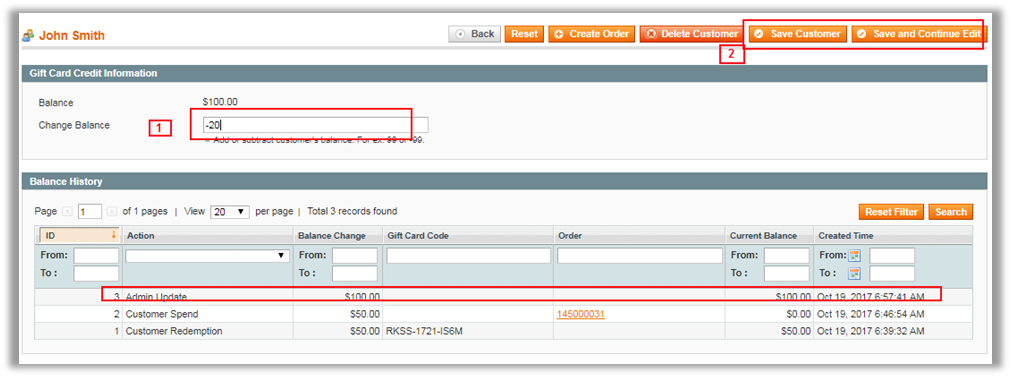 John Smith
Back Reset Create Order Delete Customer Save Customer Save and Continue Edit
2
Gift Card Credit Information
Balance $100.00
Change Balance 1 -20
Add or subtract customer's balance. For ex: 99 or -99.
Balance History
Page 1 of 1 pages | View 20 per page | Total 3 records found Reset Filter Search
ID Action Balance Change Gift Card Code Order Current Balance Created Time
From: From: From: From:
To : To : To : To :
3 Admin Update $100.00 $100.00 Oct 19, 2017 6:57:41 AM
2 Customer Spend $50.00 145000031 $0.00 Oct 19, 2017 6:46:54 AM
1 Customer Redemption $50.00 RKSS-1721-IS6M $50.00 Oct 19, 2017 6:39:32 AM